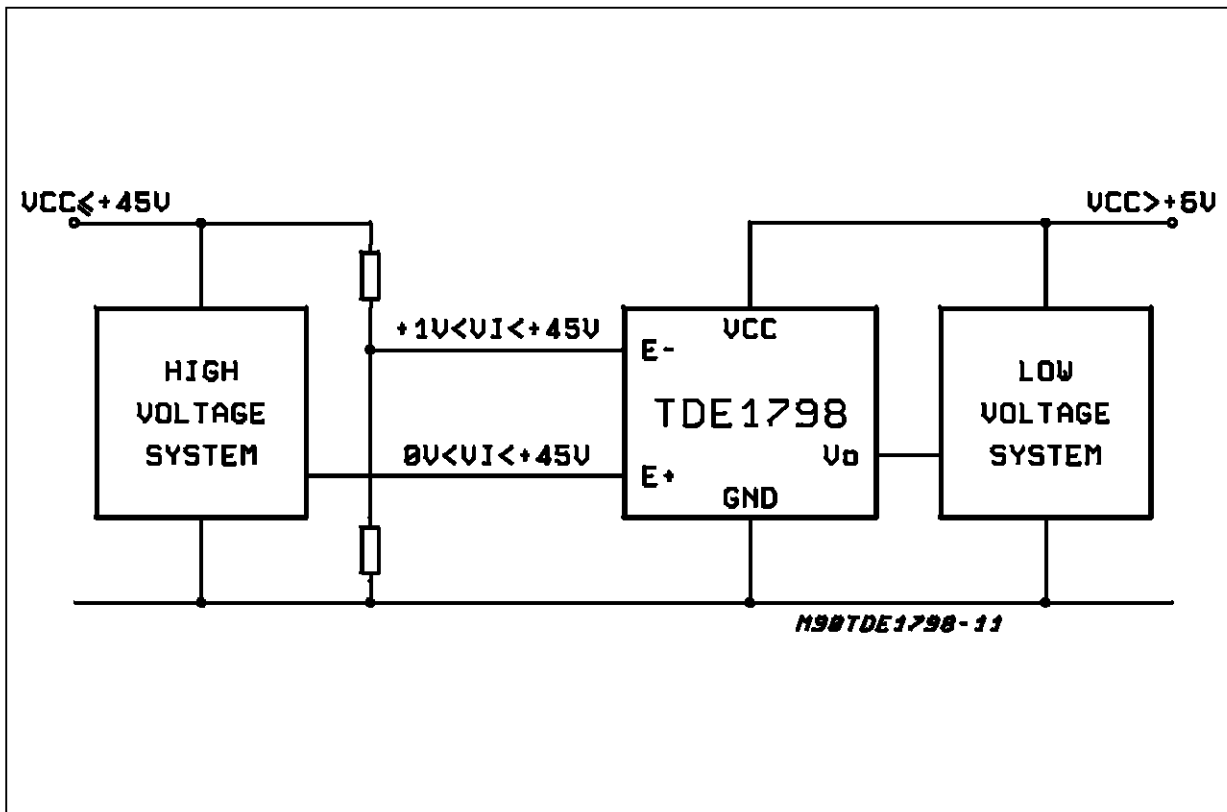 VCC≤+45V
VCC>+6V
+1V<VI<+45V
VCC
E-
HIGH
VOLTAGE
SYSTEM
TDE1798
LOW
VOLTAGE
SYSTEM
0V<VI<+45V
Vo
E+
GND
M90TDE1798-11